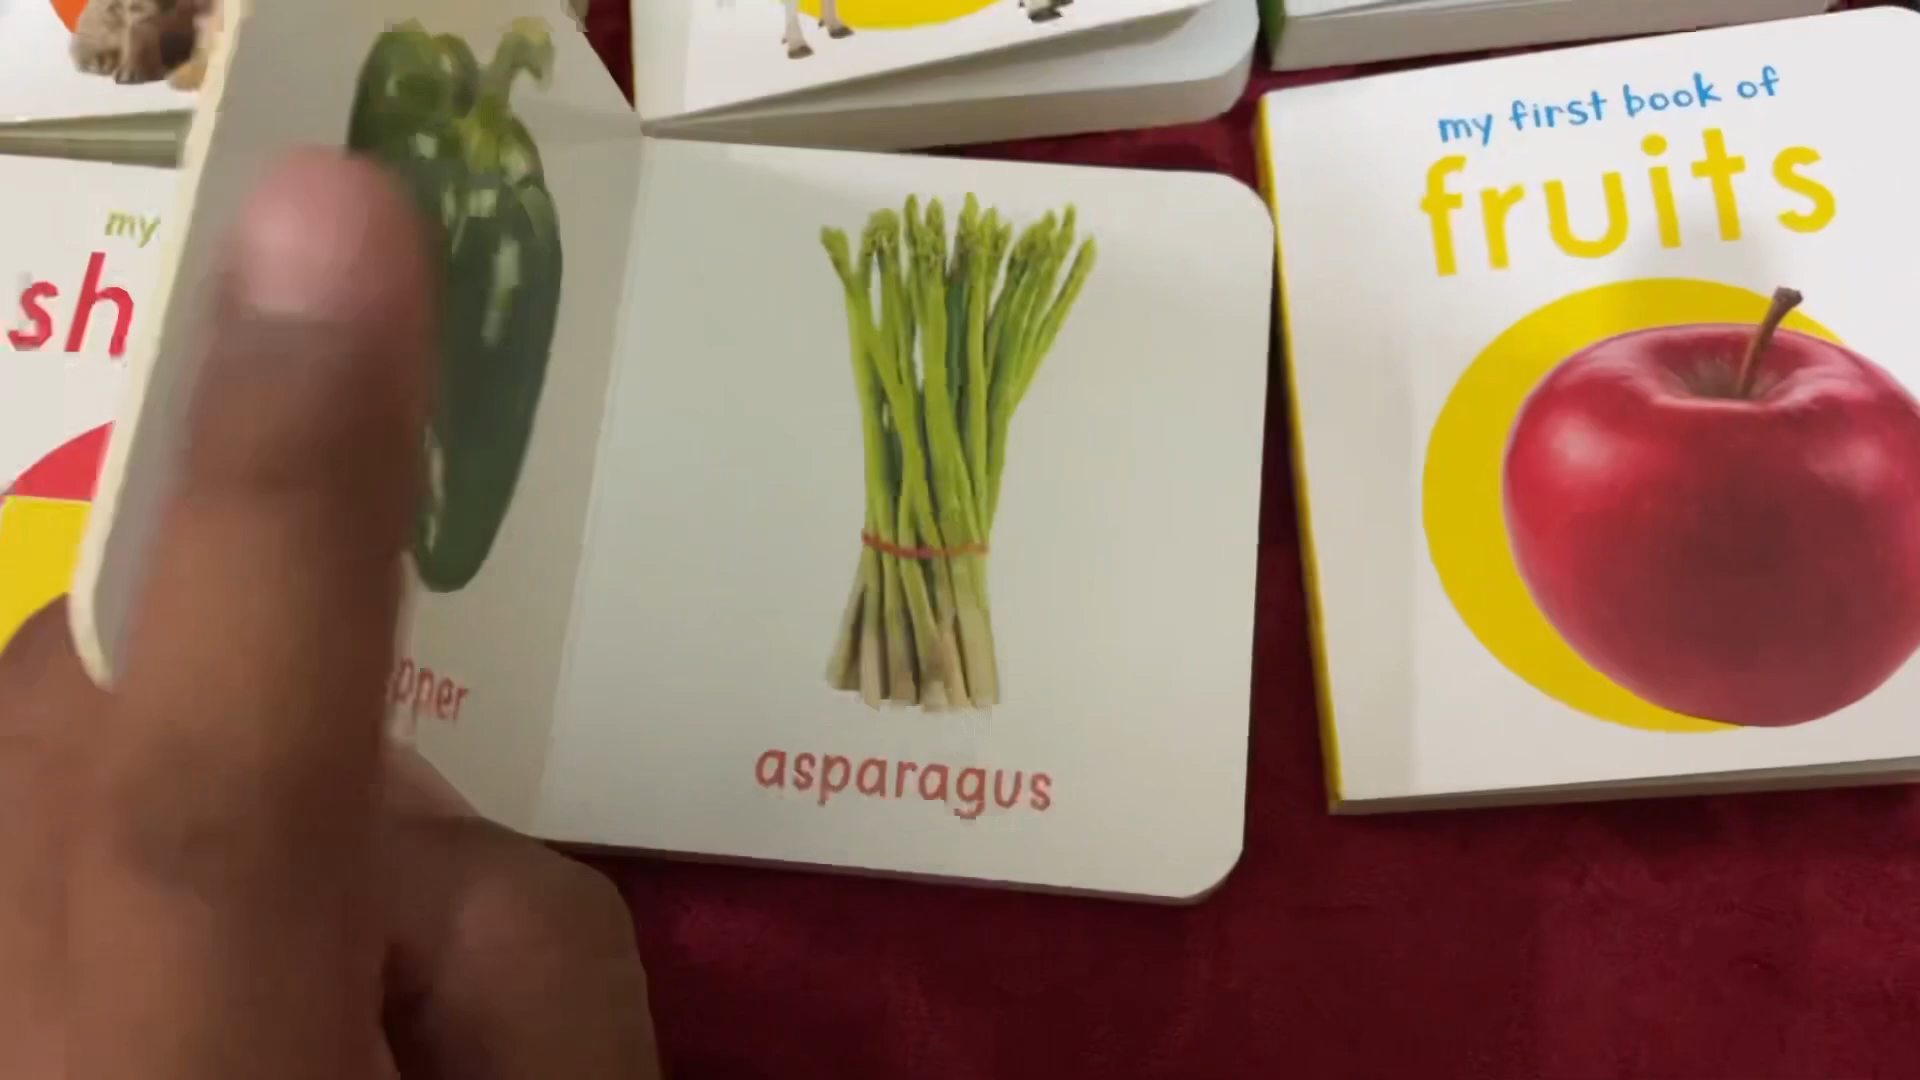 my first book of
fruits
my
sh
pper
asparagus